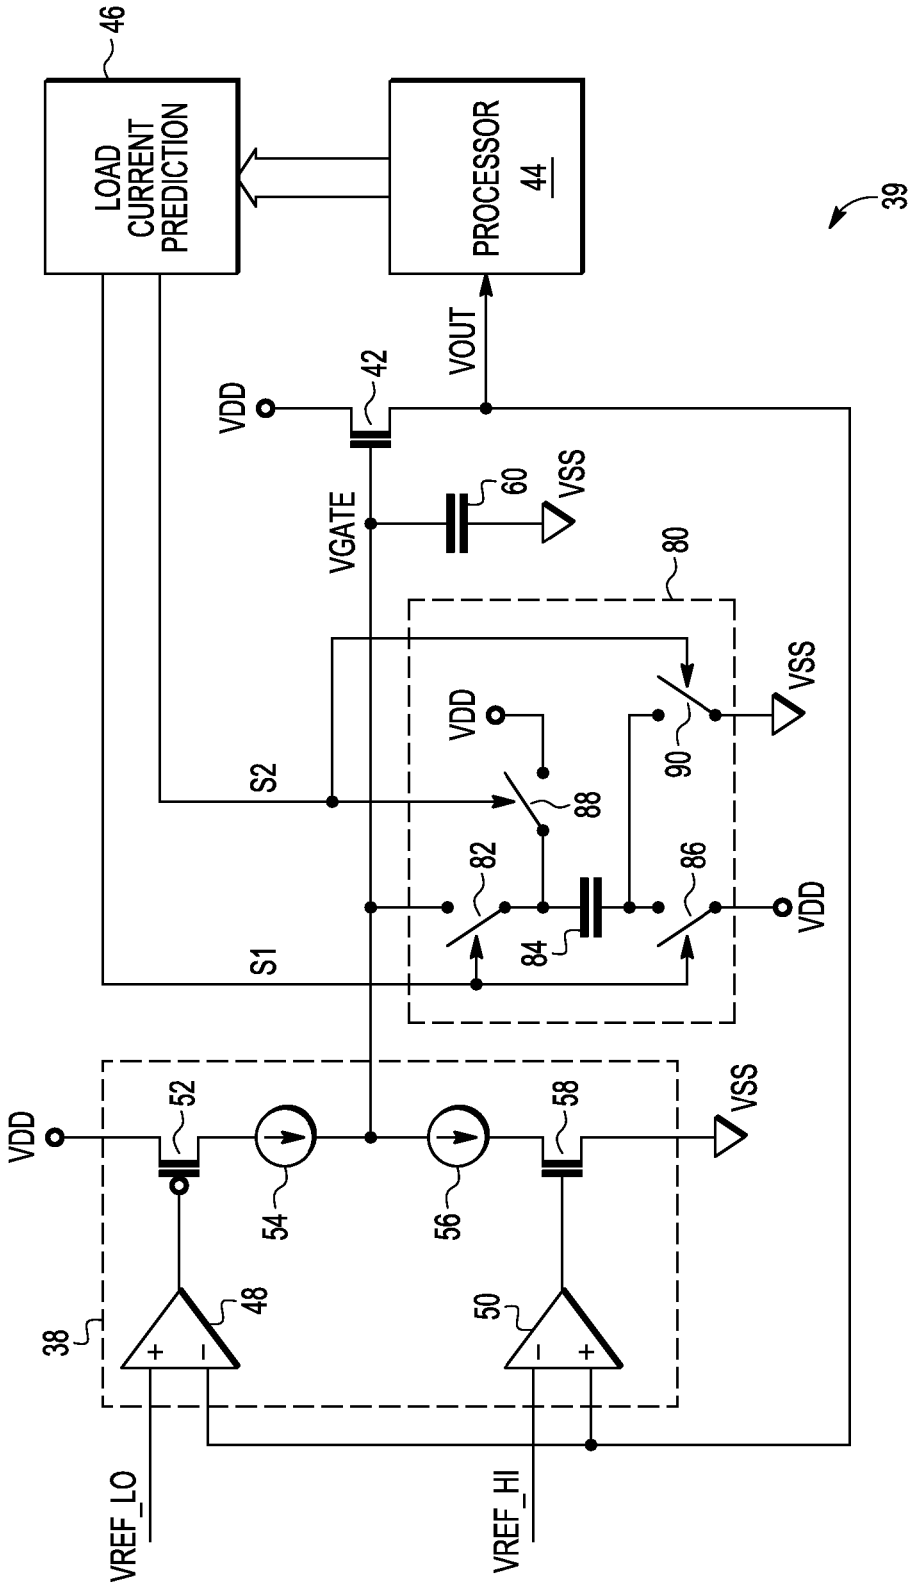 46
LOAD
CURRENT
PREDICTION
PROCESSOR
44
39
VOUT
42
VDD
VGATE
60
VSS
80
S2
VDD
88
90
VSS
S1
82
84
86
VDD
VDD
52
54
56
58
VSS
38
48
50
+
−
−
+
VREF_LO
VREF_HI